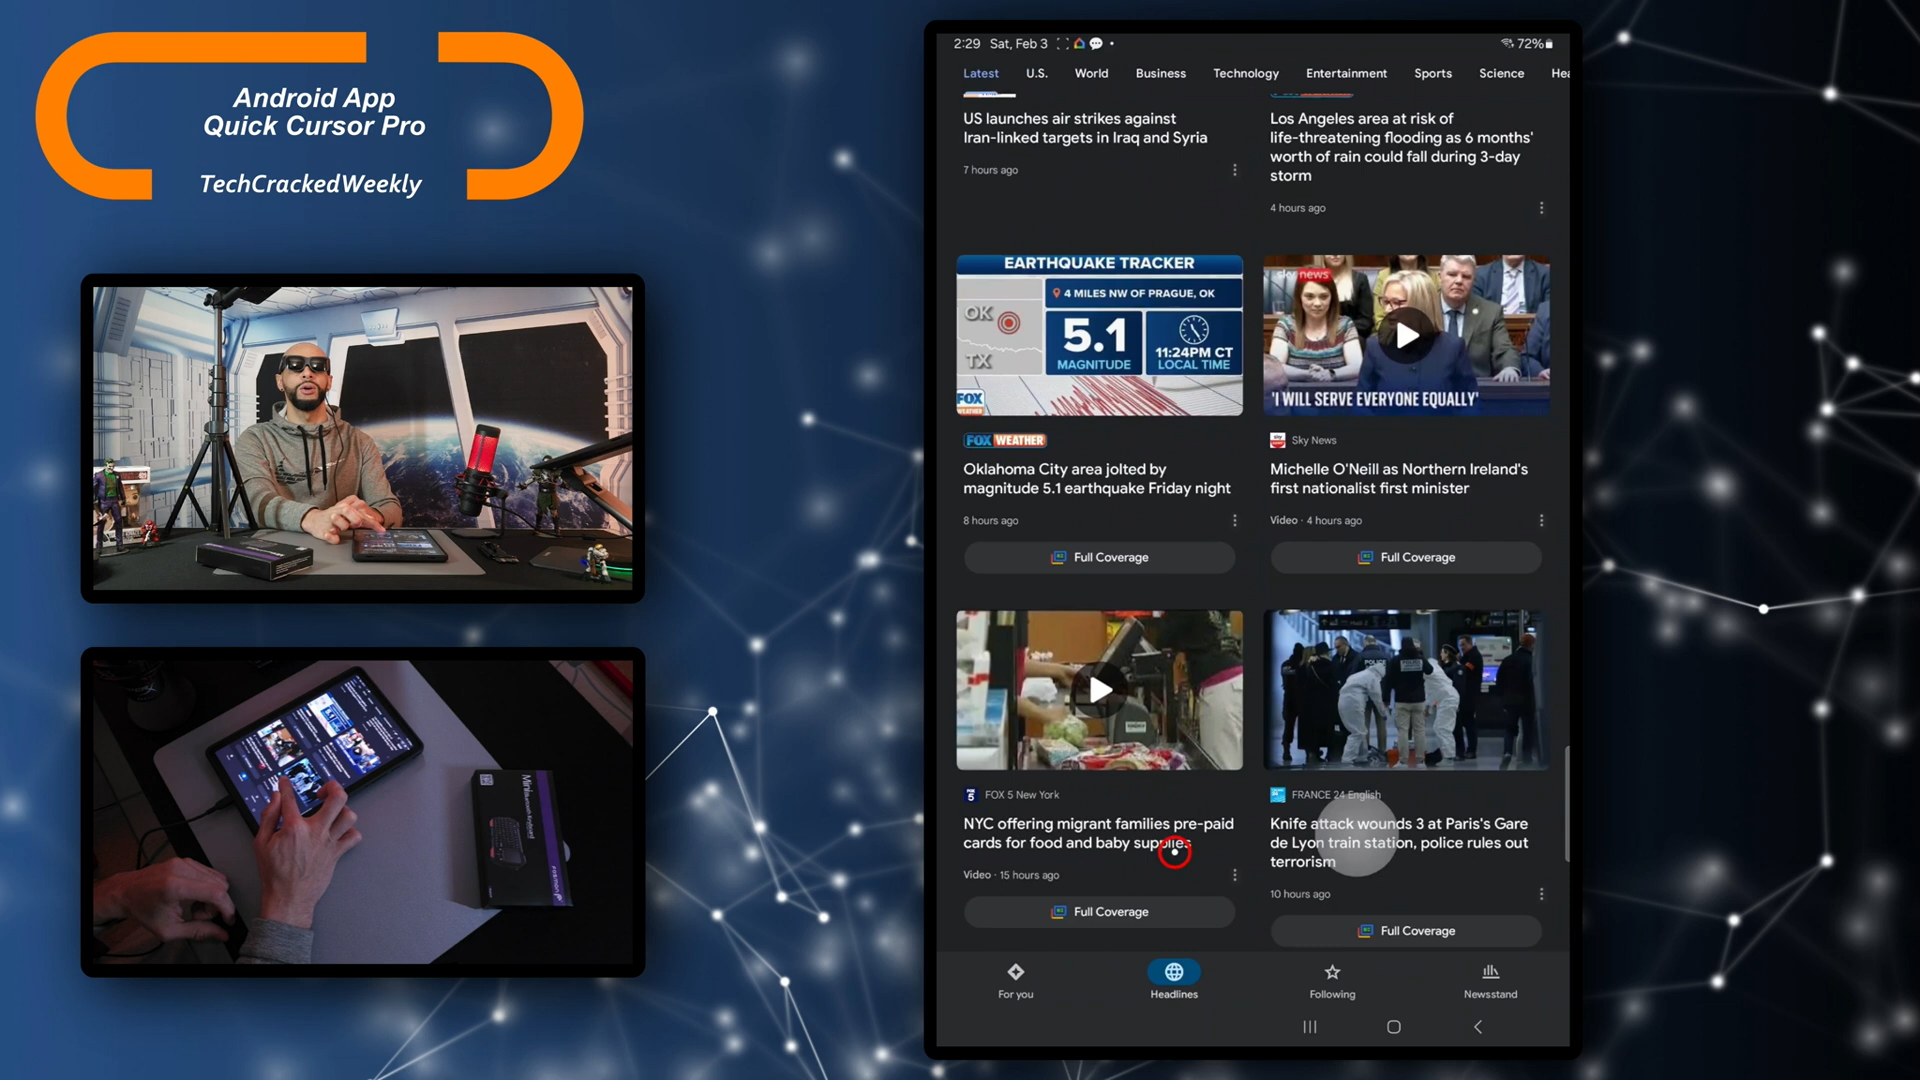 Android App
Quick Cursor Pro
TechCrackedWeekly
2:29 Sat, Feb 3
72%
Latest U.S. World Business Technology Entertainment Sports Science Hea
US launches air strikes against
Iran-linked targets in Iraq and Syria
7 hours ago
Los Angeles area at risk of
life-threatening flooding as 6 months'
worth of rain could fall during 3-day
storm
4 hours ago
EARTHQUAKE TRACKER
4 MILES NW OF PRAGUE, OK
OK
TX
5.1
MAGNITUDE
11:24PM CT
LOCAL TIME
FOX
WEATHER
sky news
'I WILL SERVE EVERYONE EQUALLY'
FOX WEATHER
Oklahoma City area jolted by
magnitude 5.1 earthquake Friday night
8 hours ago
Full Coverage
Sky News
Michelle O'Neill as Northern Ireland's
first nationalist first minister
Video · 4 hours ago
Full Coverage
POLICE
FOX 5 New York
NYC offering migrant families pre-paid
cards for food and baby supplies
Video · 15 hours ago
Full Coverage
FRANCE 24 English
Knife attack wounds 3 at Paris's Gare
de Lyon train station, police rules out
terrorism
10 hours ago
Full Coverage
For you
Headlines
Following
Newsstand
Mini Bluetooth Keyboard